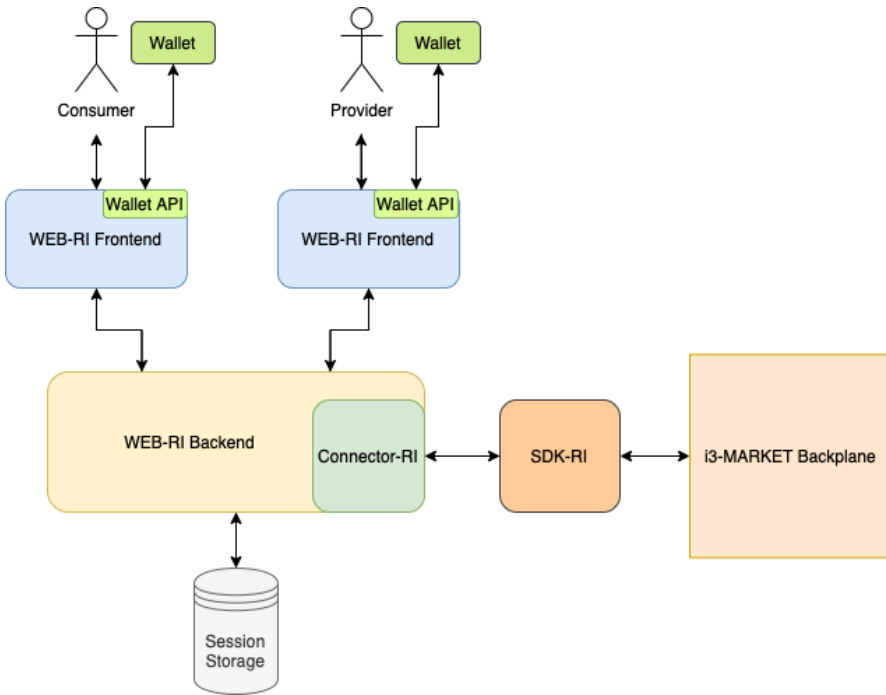 Wallet
Wallet
Consumer
Provider
Wallet API
Wallet API
WEB-RI Frontend
WEB-RI Frontend
WEB-RI Backend
Connector-RI
SDK-RI
i3-MARKET Backplane
Session
Storage